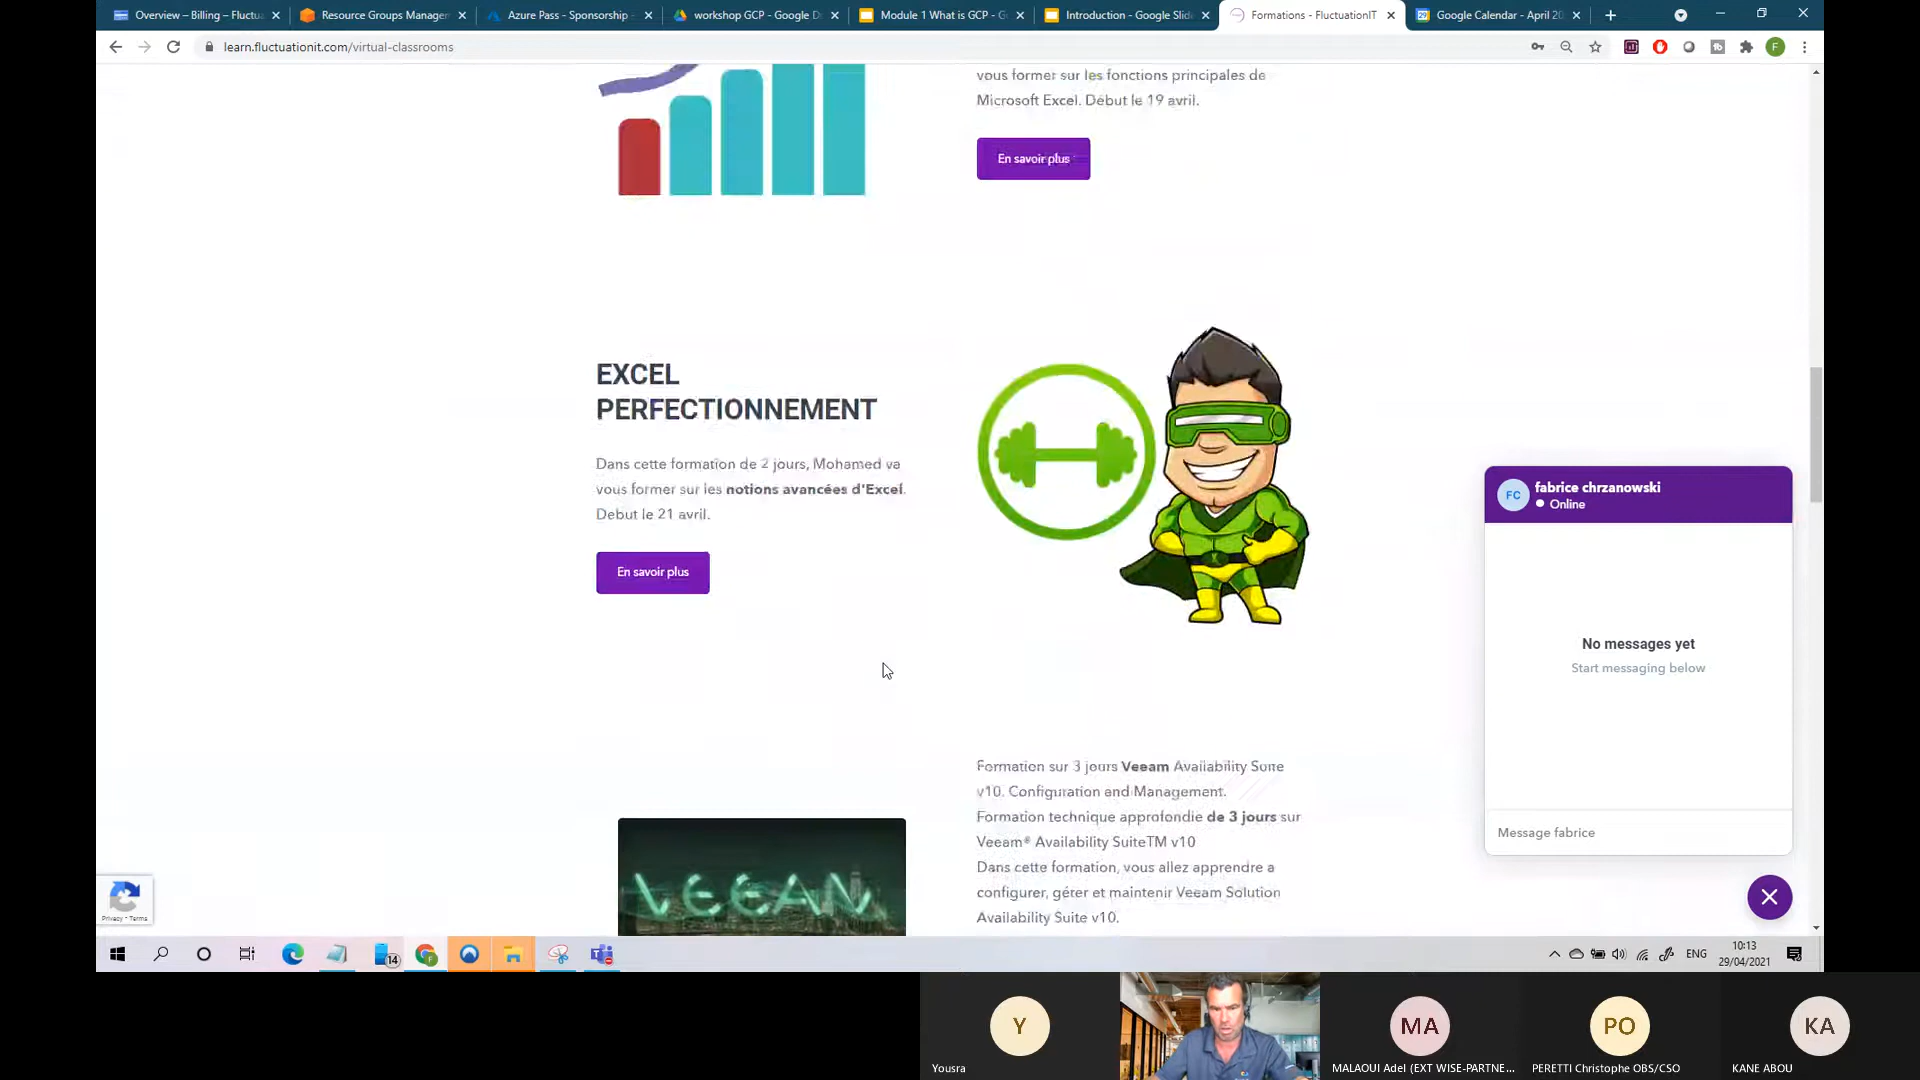 Overview – Billing – Fluctua
Resource Groups Manager
Azure Pass - Sponsorship -
workshop GCP - Google D
Module 1 What is GCP - G
Introduction - Google Slid
Formations - FluctuationIT
Google Calendar - April 20
learn.fluctuationit.com/virtual-classrooms
vous former sur les fonctions principales de
Microsoft Excel. Début le 19 avril.
En savoir plus
EXCEL
PERFECTIONNEMENT
Dans cette formation de 2 jours, Mohamed va
vous former sur les notions avancées d'Excel.
Debut le 21 avril.
En savoir plus
FC
fabrice chrzanowski
Online
No messages yet
Start messaging below
Message fabrice
Formation sur 3 jours Veeam Availability Suite
v10. Configuration and Management.
Formation technique approfondie de 3 jours sur
Veeam® Availability SuiteTM v10
Dans cette formation, vous allez apprendre a
configurer, gérer et maintenir Veeam Solution
Availability Suite v10.
VEEAM
Privacy - Terms
14
F
F
ENG
10:13
29/04/2021
Y
Yousra
MA
MALAOUI Adel (EXT WISE-PARTNE...
PO
PERETTI Christophe OBS/CSO
KA
KANE ABOU